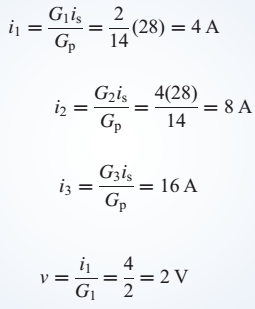 i₁ = G₁iₛ / Gₚ = 2 / 14 (28) = 4 A
i₂ = G₂iₛ / Gₚ = 4(28) / 14 = 8 A
i₃ = G₃iₛ / Gₚ = 16 A
v = i₁ / G₁ = 4 / 2 = 2 V